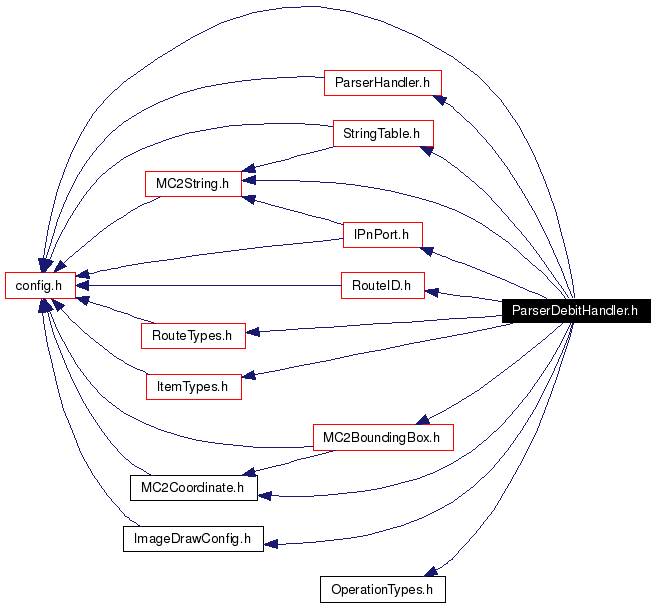 ParserHandler.h
StringTable.h
MC2String.h
IPnPort.h
config.h
RouteID.h
ParserDebitHandler.h
RouteTypes.h
ItemTypes.h
MC2BoundingBox.h
MC2Coordinate.h
ImageDrawConfig.h
OperationTypes.h